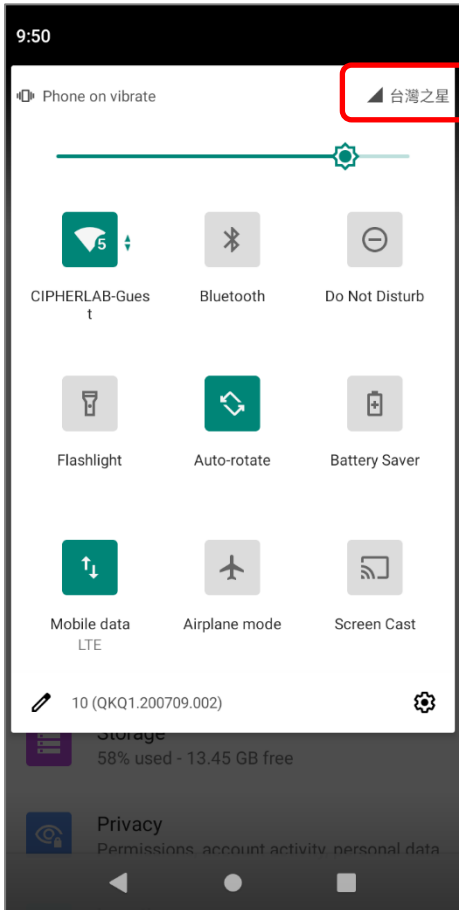 9:50
Phone on vibrate
台灣之星
5
CIPHERLAB-Gues
t
Bluetooth
Do Not Disturb
Flashlight
Auto-rotate
Battery Saver
Mobile data
LTE
Airplane mode
Screen Cast
10 (QKQ1.200709.002)
Storage
58% used - 13.45 GB free
Privacy
Permissions, account activity, personal data